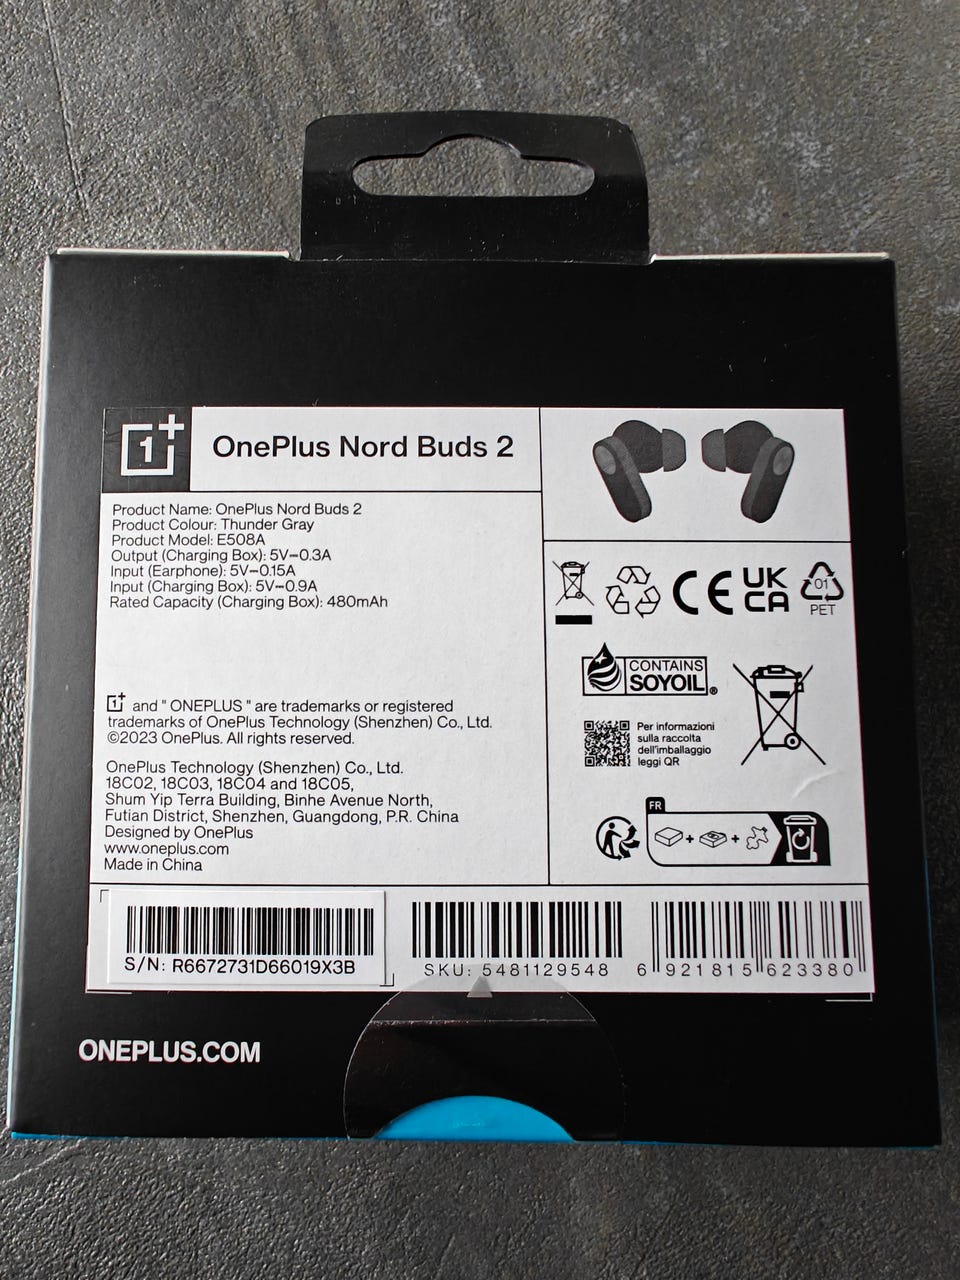 1+
OnePlus Nord Buds 2
Product Name: OnePlus Nord Buds 2
Product Colour: Thunder Gray
Product Model: E508A
Output (Charging Box): 5V⎓0.3A
Input (Earphone): 5V⎓0.15A
Input (Charging Box): 5V⎓0.9A
Rated Capacity (Charging Box): 480mAh
1+ and " ONEPLUS " are trademarks or registered
trademarks of OnePlus Technology (Shenzhen) Co., Ltd.
©2023 OnePlus. All rights reserved.
OnePlus Technology (Shenzhen) Co., Ltd.
18C02, 18C03, 18C04 and 18C05,
Shum Yip Terra Building, Binhe Avenue North,
Futian District, Shenzhen, Guangdong, P.R. China
Designed by OnePlus
www.oneplus.com
Made in China
CE
UK
CA
01
PET
CONTAINS
SOYOIL®
Per informazioni
sulla raccolta
dell'imballaggio
leggi QR
FR
+ +
S/N: R6672731D66019X3B
SKU: 5481129548
6 921815 623380
ONEPLUS.COM